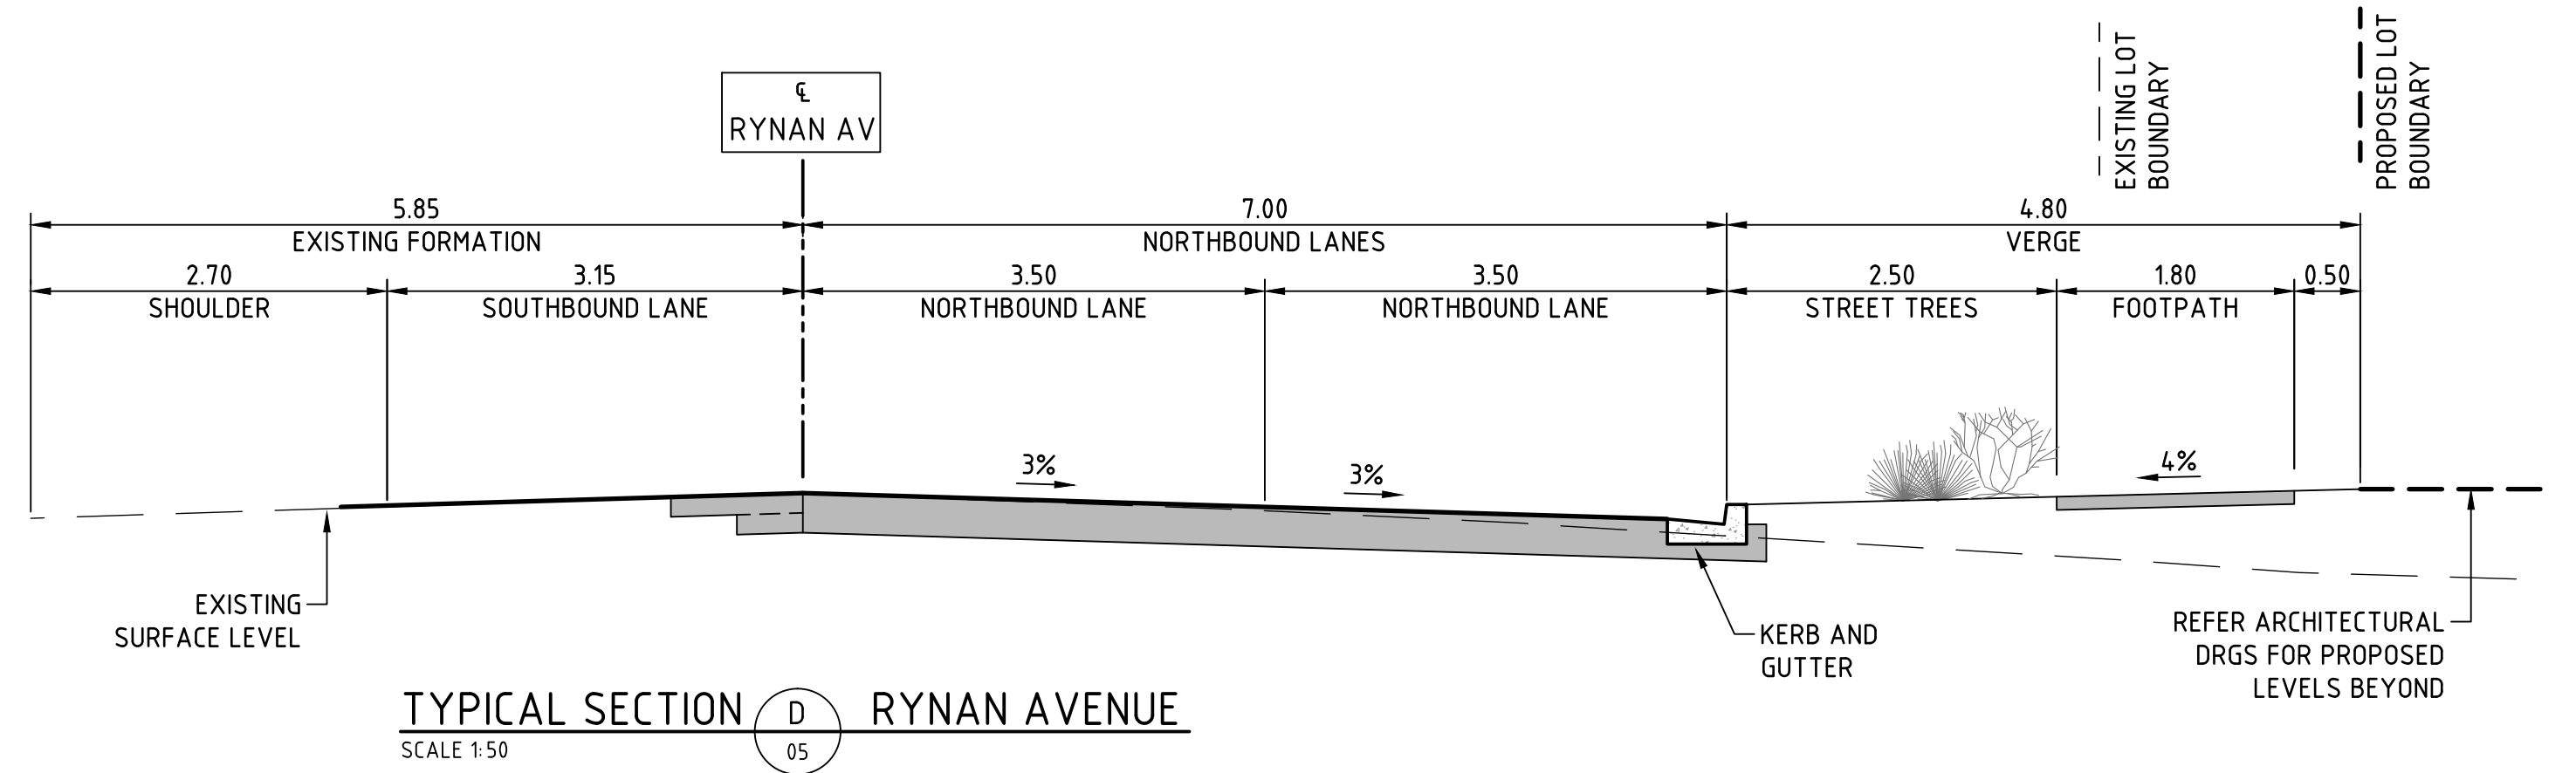 EXISTING LOT
BOUNDARY
PROPOSED LOT
BOUNDARY
℄
RYNAN AV
5.85
EXISTING FORMATION
7.00
NORTHBOUND LANES
4.80
VERGE
2.70
SHOULDER
3.15
SOUTHBOUND LANE
3.50
NORTHBOUND LANE
3.50
NORTHBOUND LANE
2.50
STREET TREES
1.80
FOOTPATH
0.50
3%
3%
4%
EXISTING
SURFACE LEVEL
KERB AND
GUTTER
REFER ARCHITECTURAL
DRGS FOR PROPOSED
LEVELS BEYOND
TYPICAL SECTION D RYNAN AVENUE
SCALE 1:50
05